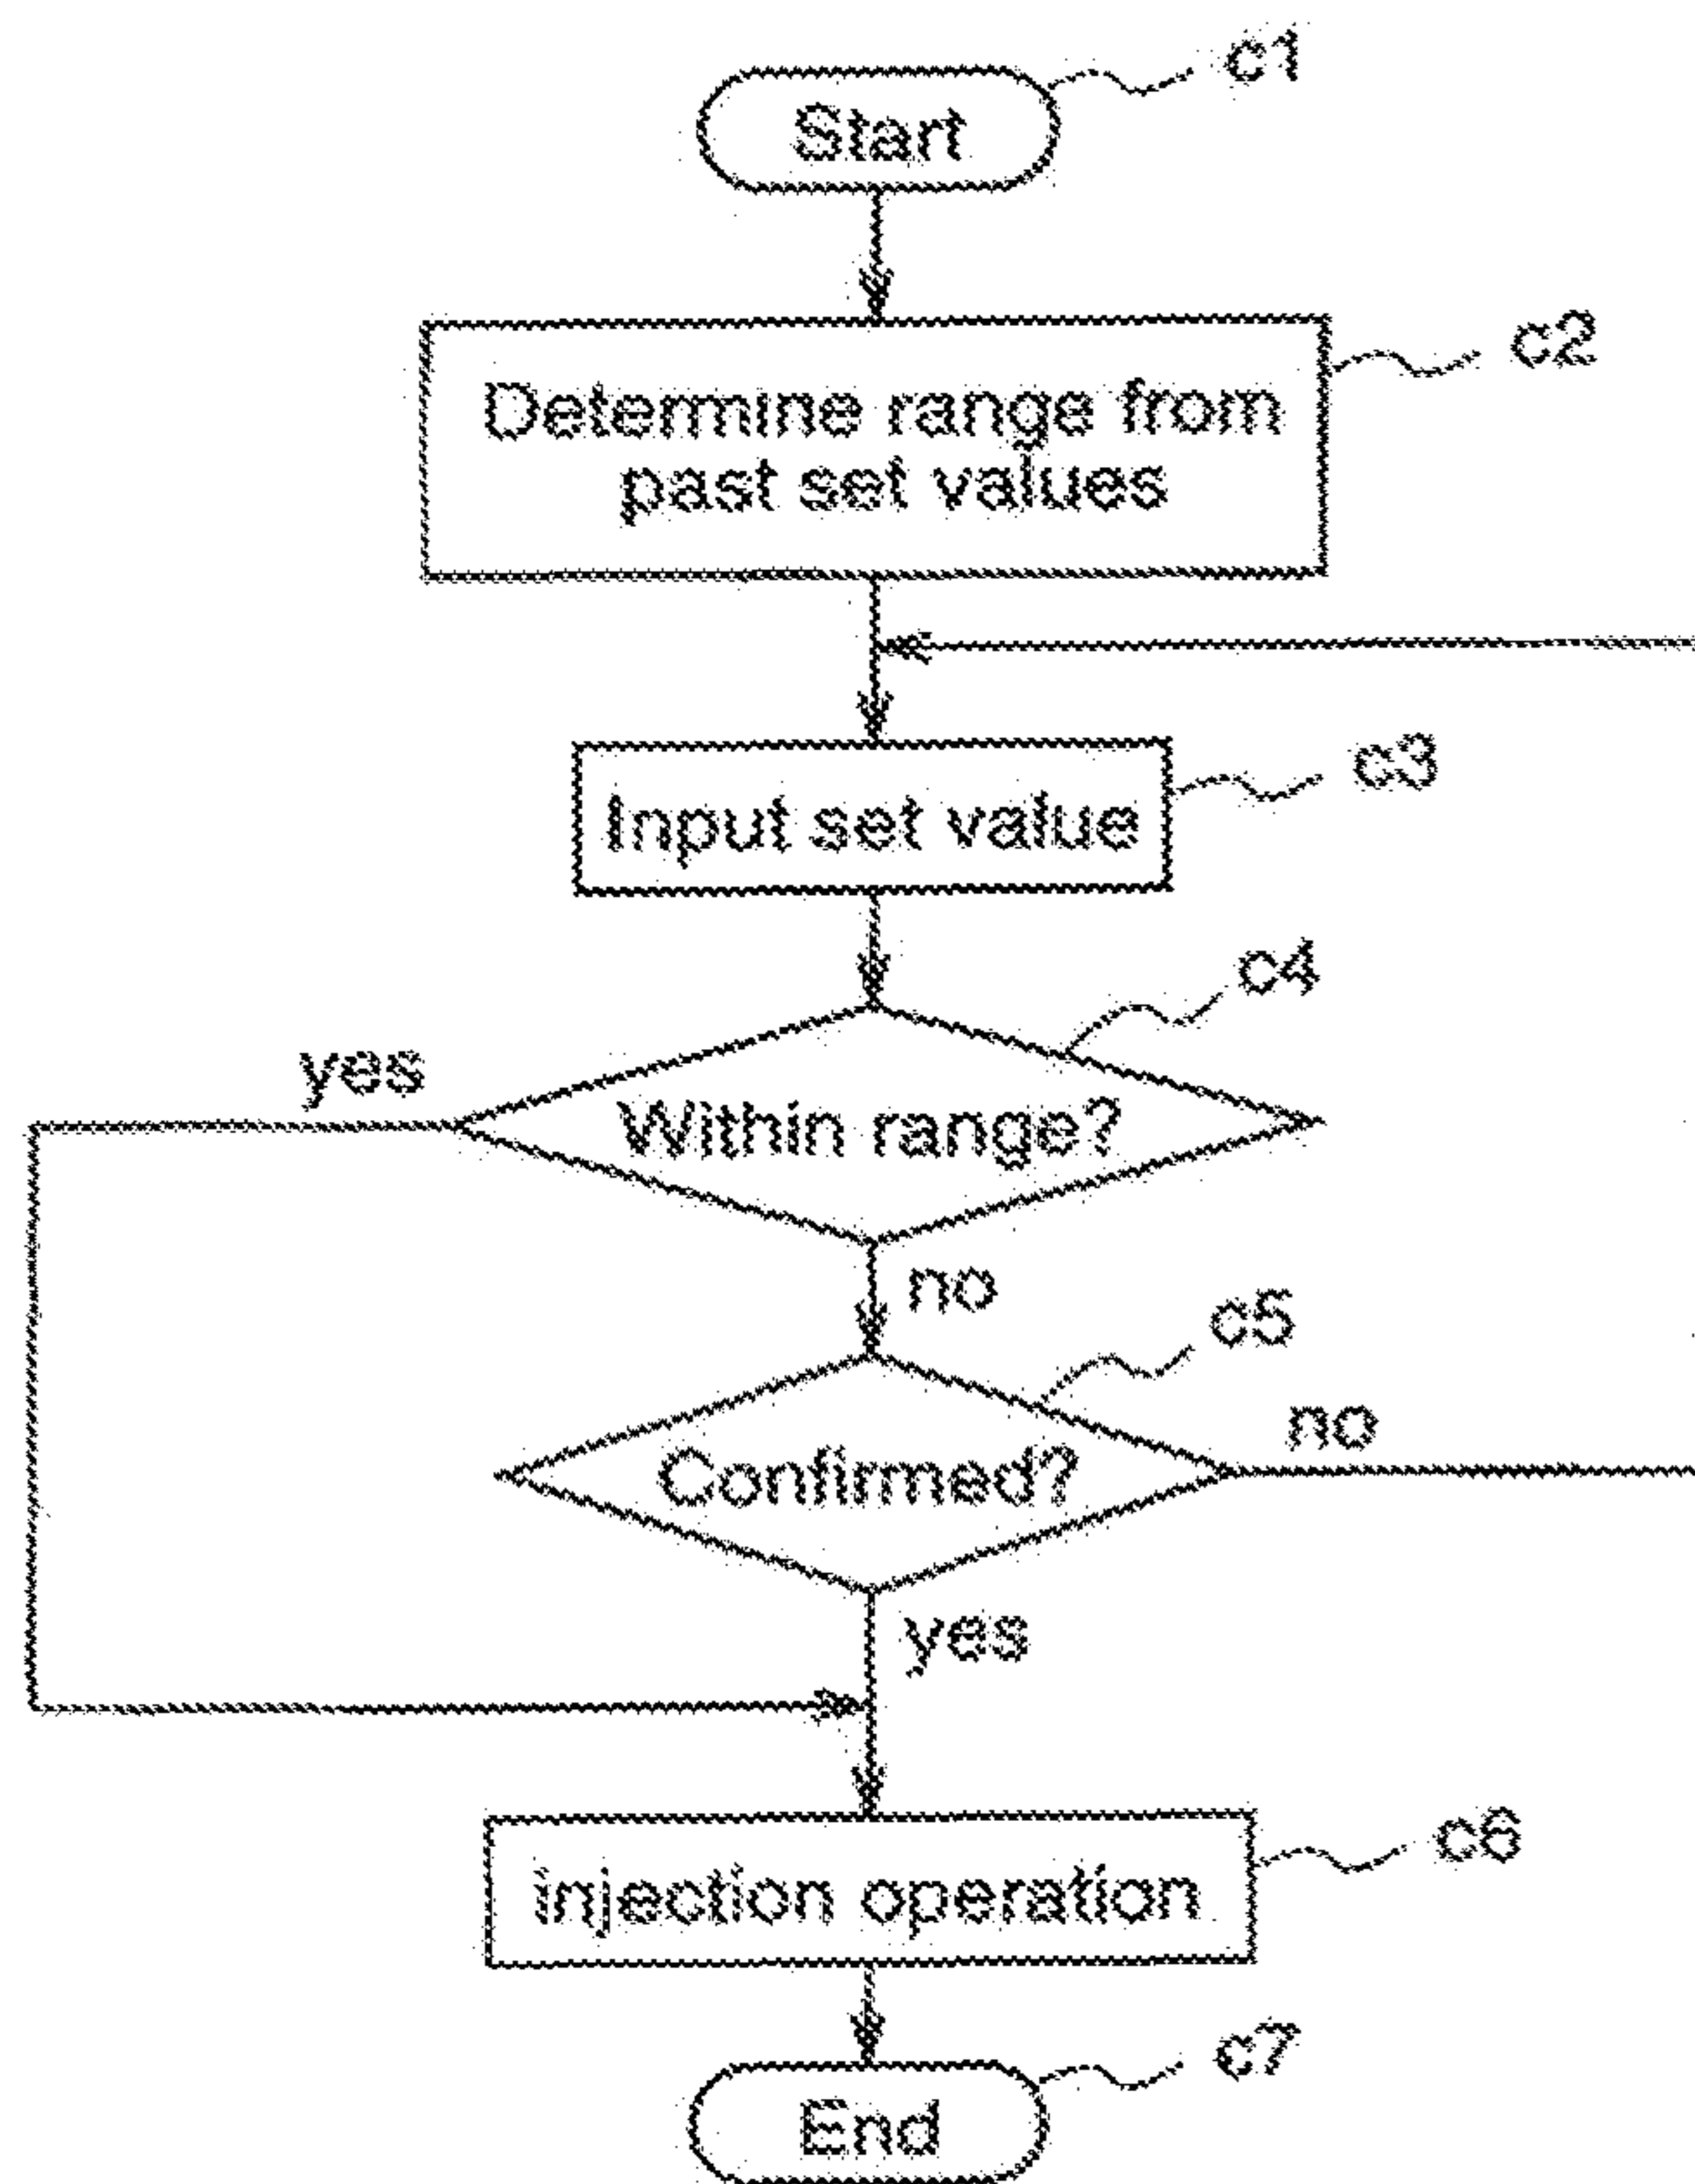 c1
Start
c2
Determine range from
past set values
c3
Input set value
c4
yes
Within range?
no
c5
no
Confirmed?
yes
c6
injection operation
c7
End